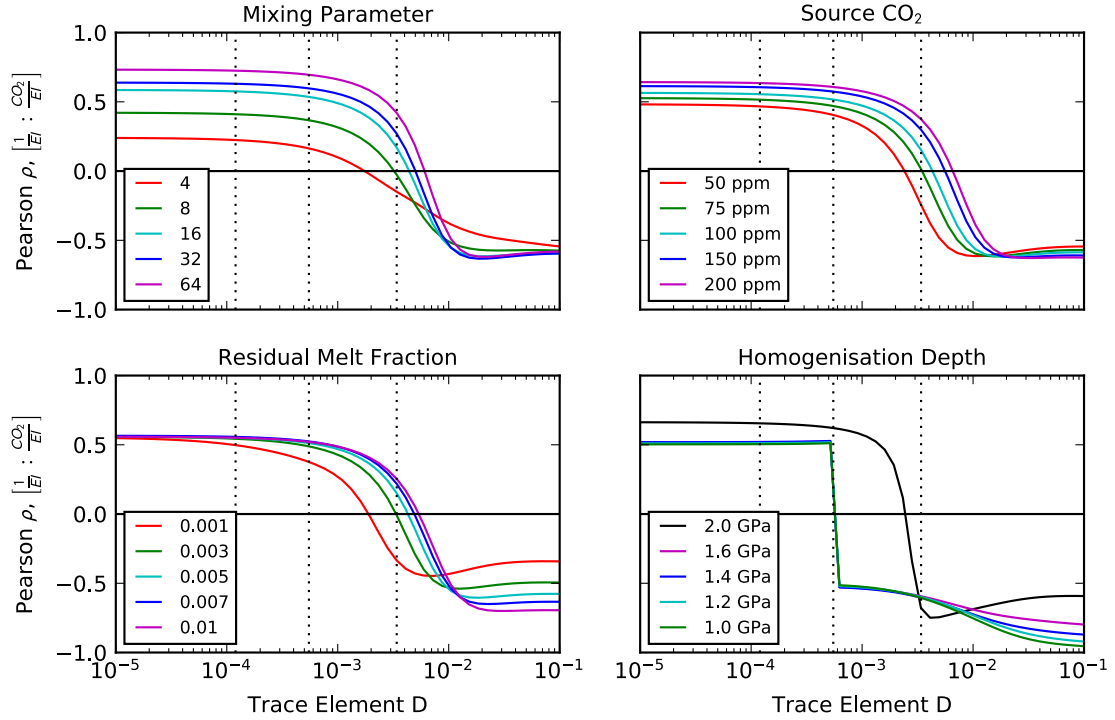 Mixing Parameter
Source CO₂
1.0
0.5
0.0
−0.5
−1.0
Pearson ρ, [1/El : CO₂/El]
4
8
16
32
64
50 ppm
75 ppm
100 ppm
150 ppm
200 ppm
Residual Melt Fraction
Homogenisation Depth
1.0
0.5
0.0
−0.5
−1.0
Pearson ρ, [1/El : CO₂/El]
0.001
0.003
0.005
0.007
0.01
2.0 GPa
1.6 GPa
1.4 GPa
1.2 GPa
1.0 GPa
10⁻⁵ 10⁻⁴ 10⁻³ 10⁻² 10⁻¹
10⁻⁵ 10⁻⁴ 10⁻³ 10⁻² 10⁻¹
Trace Element D
Trace Element D